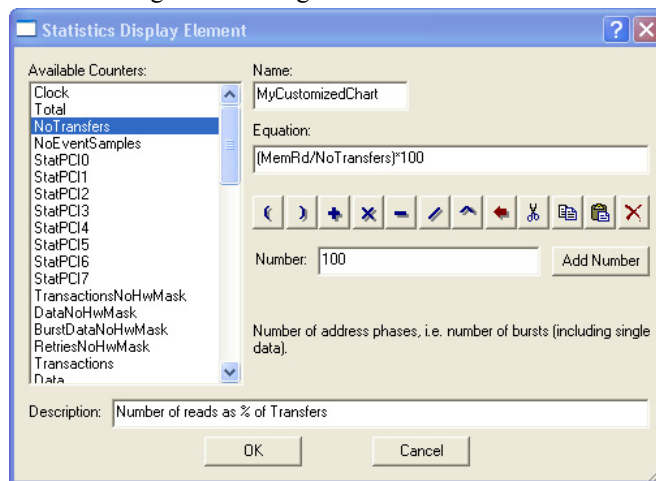 Statistics Display Element
Available Counters:
Clock
Total
NoTransfers
NoEventSamples
StatPCI0
StatPCI1
StatPCI2
StatPCI3
StatPCI4
StatPCI5
StatPCI6
StatPCI7
TransactionsNoHwMask
DataNoHwMask
BurstDataNoHwMask
RetriesNoHwMask
Transactions
Data
Name:
MyCustomizedChart
Equation:
(MemRd/NoTransfers)*100
Number: 100 Add Number
Number of address phases, i.e. number of bursts (including single
data).
Description: Number of reads as % of Transfers
OK Cancel